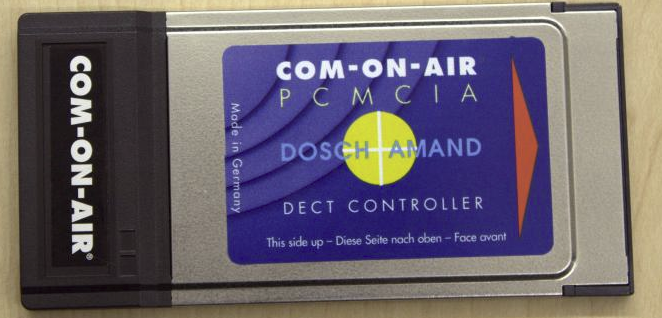 COM-ON-AIR®
COM-ON-AIR
PCMCIA
Made in Germany
DOSCH AMAND
DECT CONTROLLER
This side up – Diese Seite nach oben – Face avant